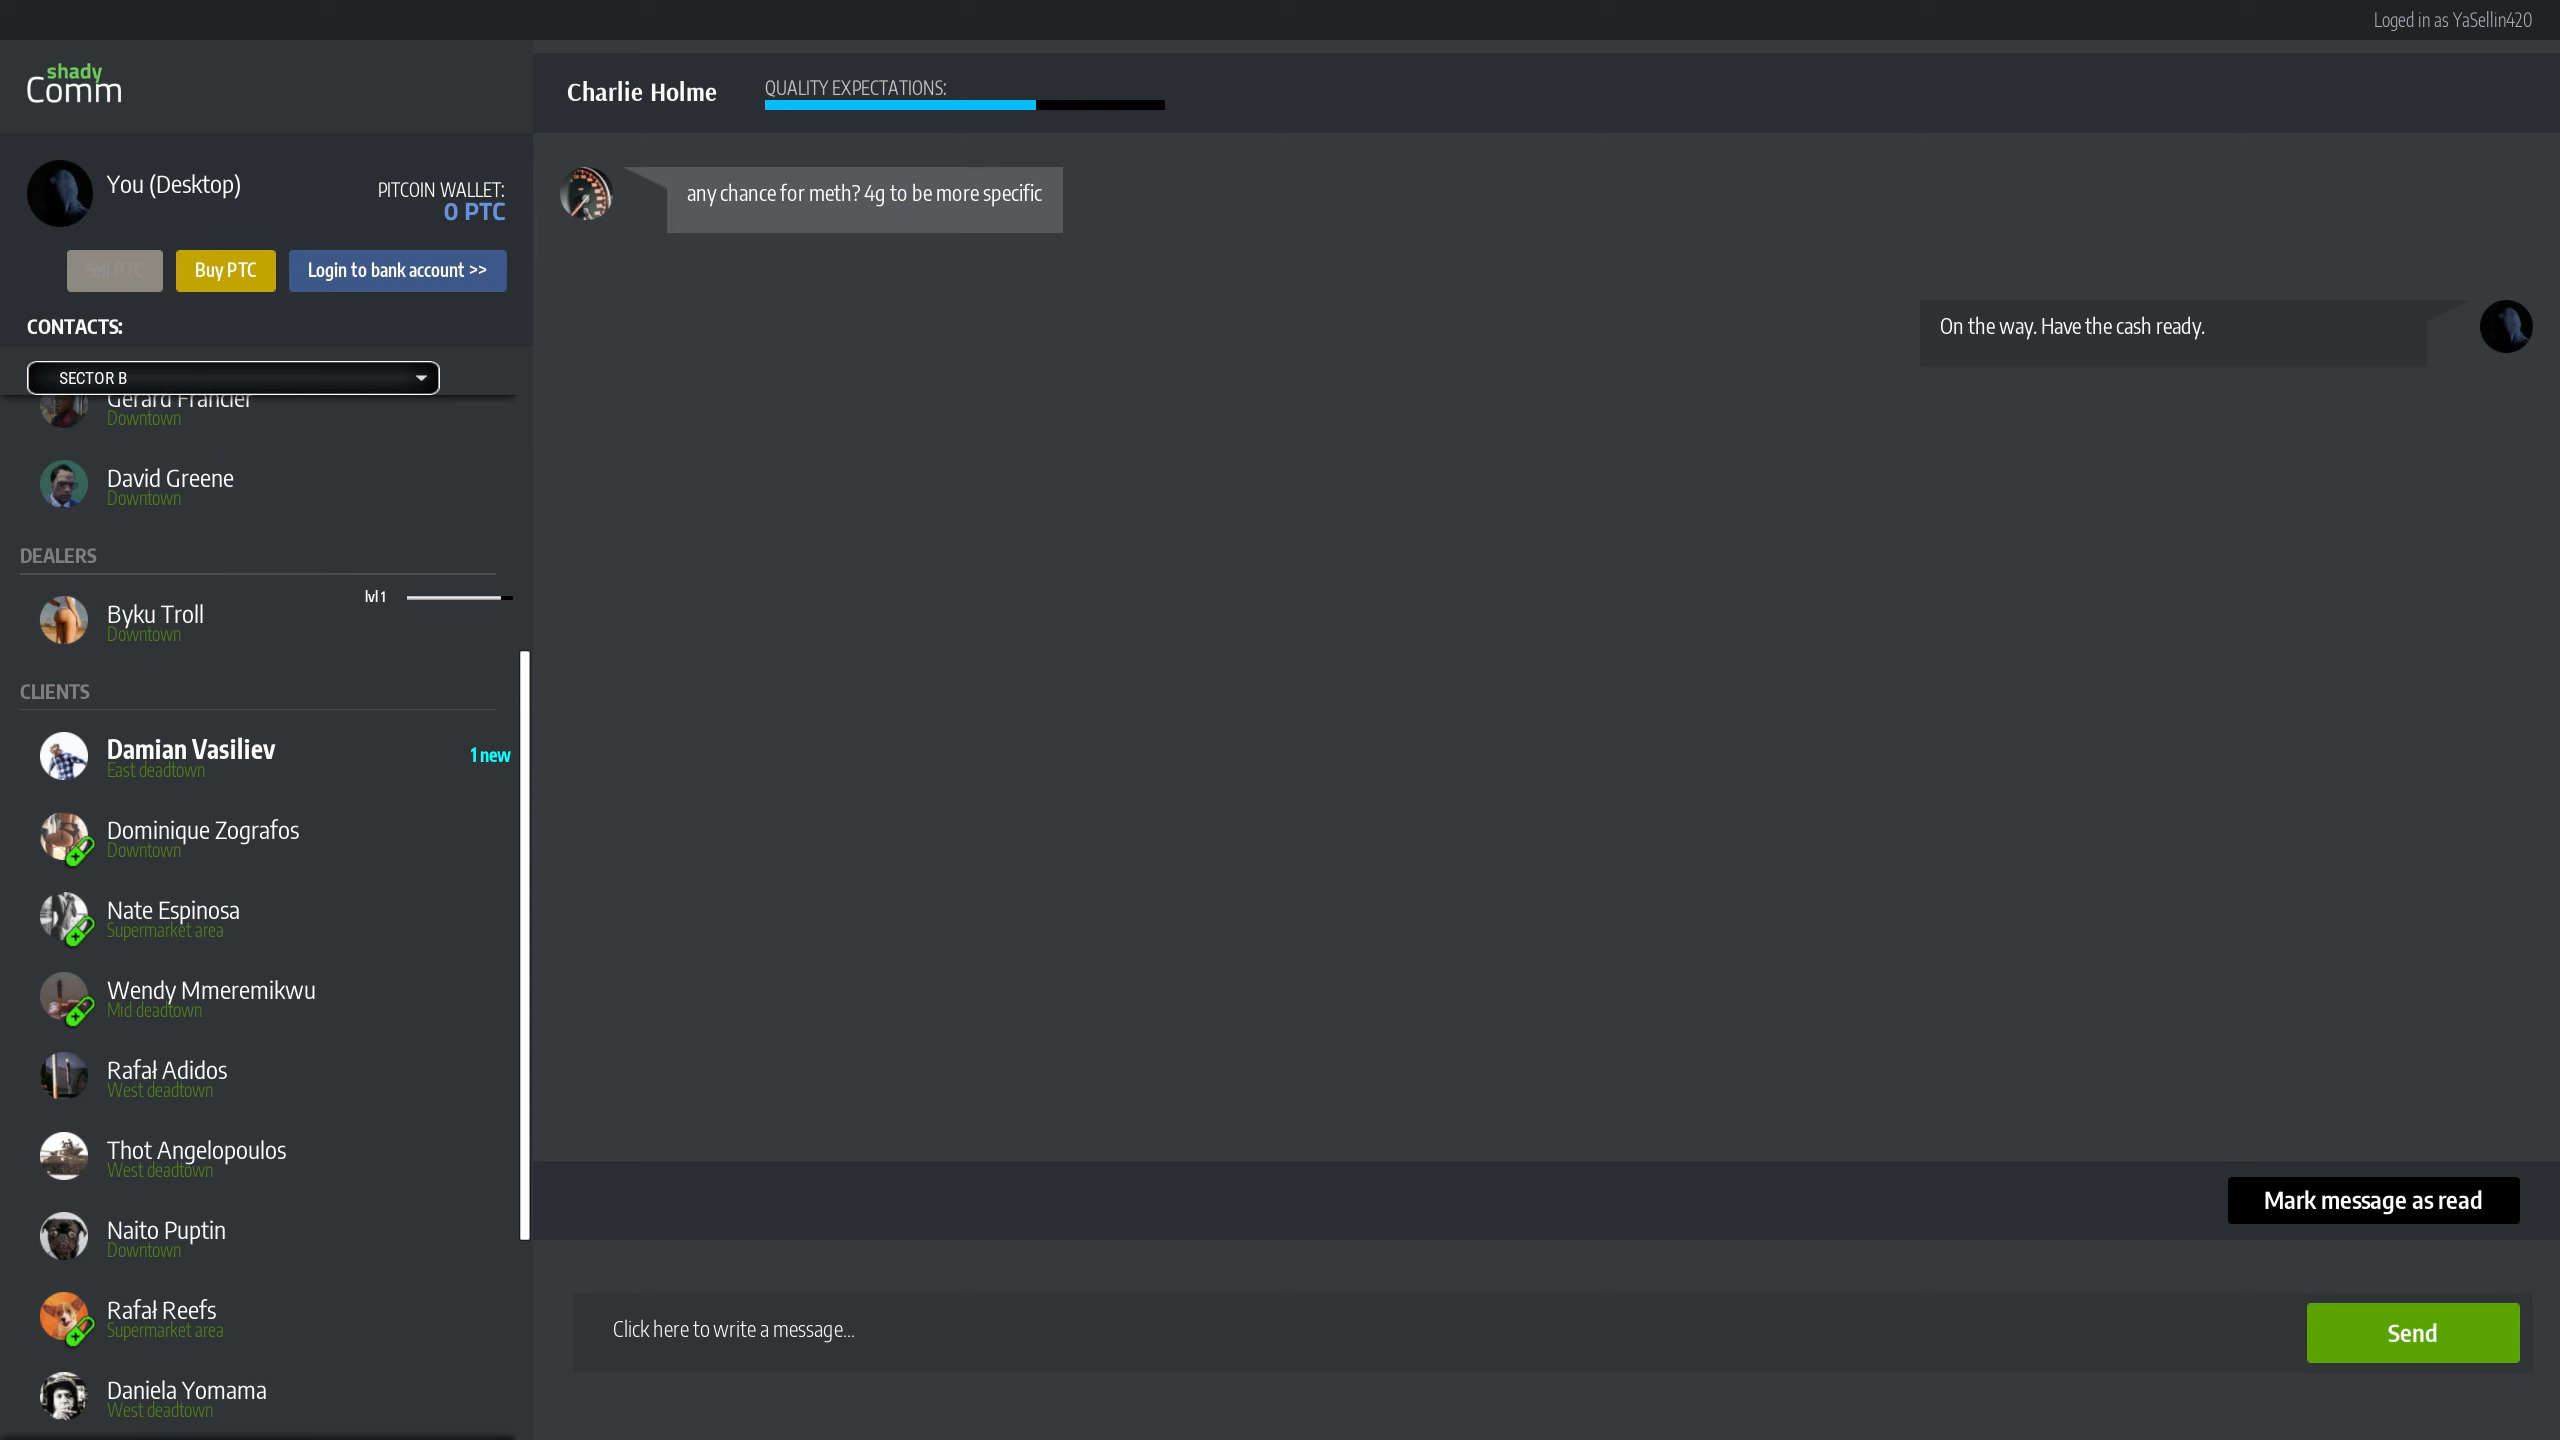 Loged in as YaSellin420
shady
Comm
Charlie Holme
QUALITY EXPECTATIONS:
You (Desktop)
PITCOIN WALLET:
0 PTC
Sell PTC
Buy PTC
Login to bank account >>
CONTACTS:
SECTOR B
Gerard Francier
Downtown
David Greene
Downtown
DEALERS
lvl 1
Byku Troll
Downtown
CLIENTS
Damian Vasiliev
East deadtown
1 new
Dominique Zografos
Downtown
Nate Espinosa
Supermarket area
Wendy Mmeremikwu
Mid deadtown
Rafał Adidos
West deadtown
Thot Angelopoulos
West deadtown
Naito Puptin
Downtown
Rafał Reefs
Supermarket area
Daniela Yomama
West deadtown
any chance for meth? 4g to be more specific
On the way. Have the cash ready.
Mark message as read
Click here to write a message...
Send